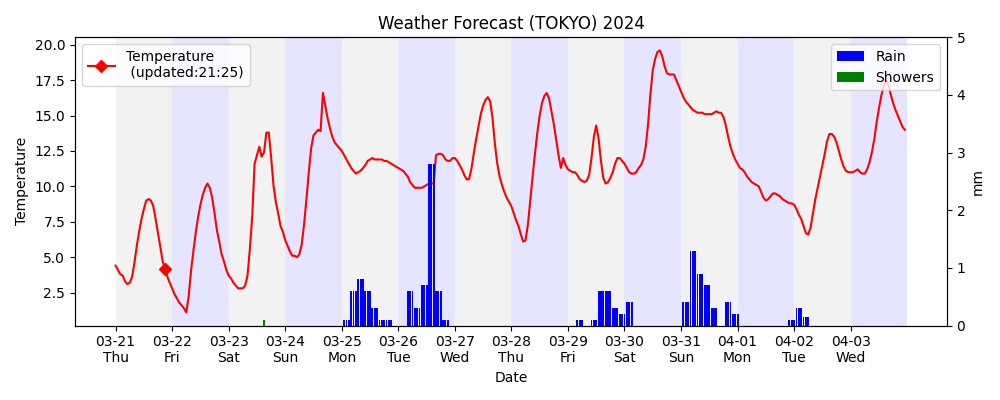 Weather Forecast (TOKYO) 2024
Temperature
(updated:21:25)
Rain
Showers
20.0
17.5
15.0
12.5
10.0
7.5
5.0
2.5
Temperature
5
4
3
2
1
0
mm
03-21 03-22 03-23 03-24 03-25 03-26 03-27 03-28 03-29 03-30 03-31 04-01 04-02 04-03
Thu Fri Sat Sun Mon Tue Wed Thu Fri Sat Sun Mon Tue Wed
Date